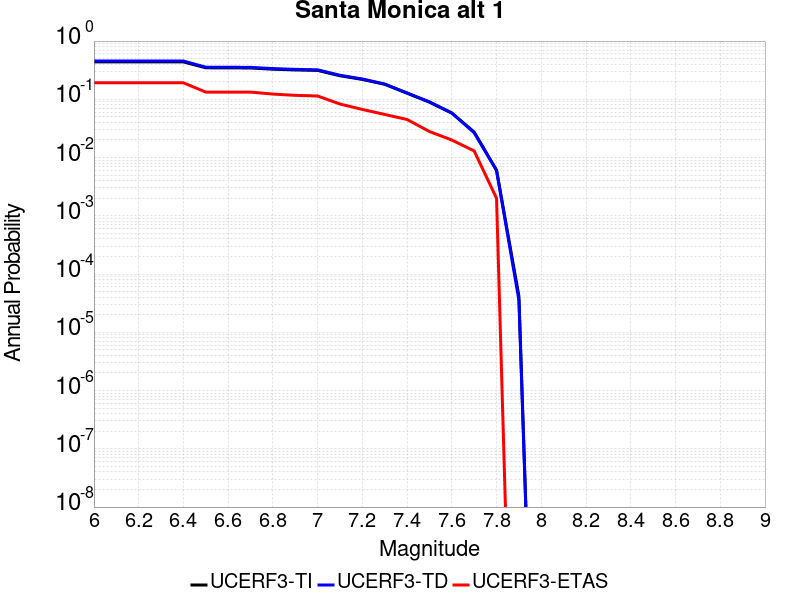 Santa Monica alt 1
10^0
10^-1
10^-2
10^-3
10^-4
10^-5
10^-6
10^-7
10^-8
Annual Probability
6 6.2 6.4 6.6 6.8 7 7.2 7.4 7.6 7.8 8 8.2 8.4 8.6 8.8 9
Magnitude
UCERF3-TI UCERF3-TD UCERF3-ETAS